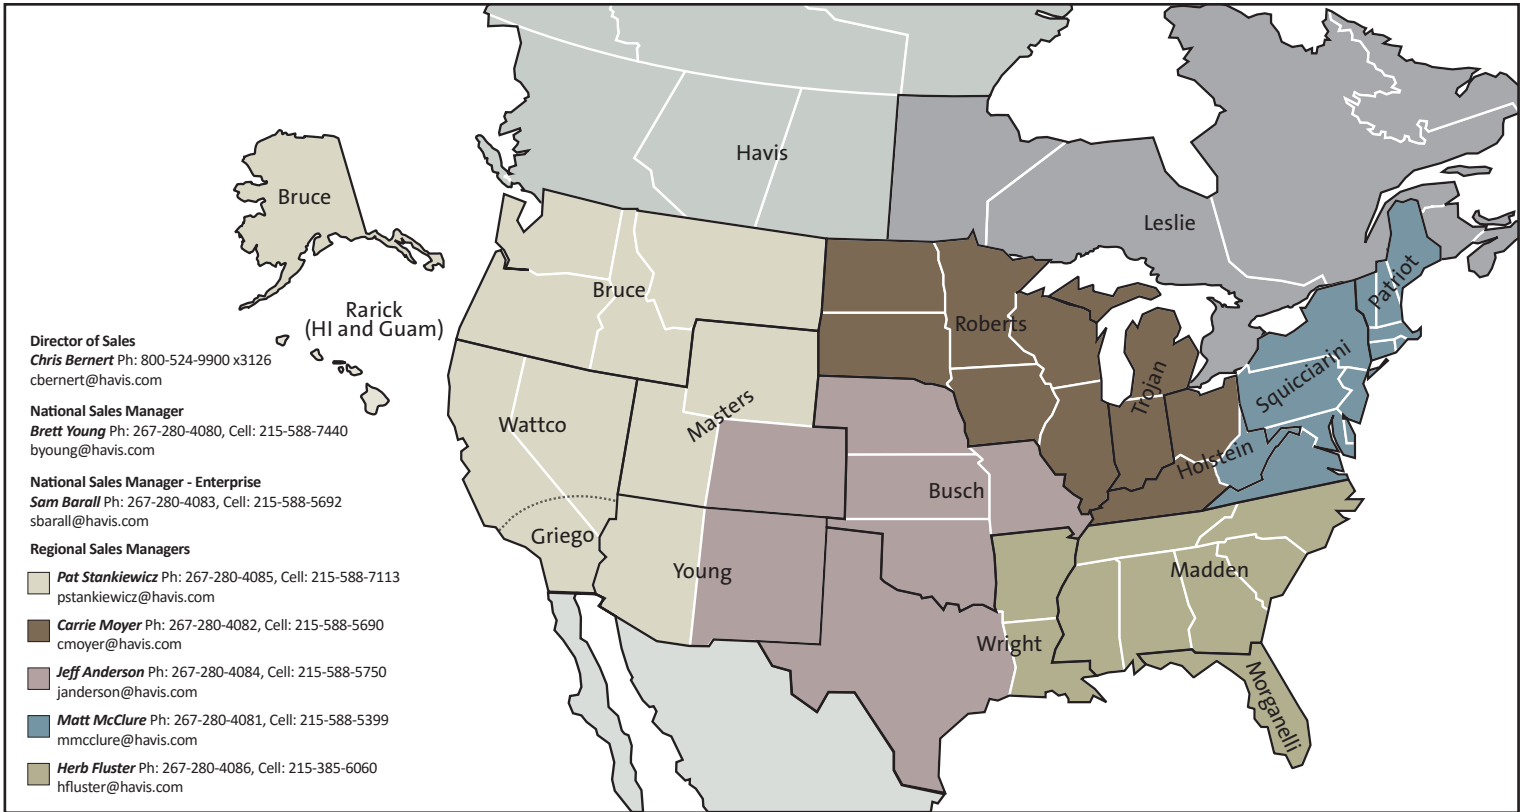 Havis
Leslie
Bruce
Bruce
Rarick
(HI and Guam)
Roberts
Patriot
Trojan
Squicciarini
Wattco
Masters
Holstein
Busch
Griego
Young
Madden
Wright
Morganelli
Director of Sales
Chris Bernert Ph: 800-524-9900 x3126
cbernert@havis.com
National Sales Manager
Brett Young Ph: 267-280-4080, Cell: 215-588-7440
byoung@havis.com
National Sales Manager - Enterprise
Sam Barall Ph: 267-280-4083, Cell: 215-588-5692
sbarall@havis.com
Regional Sales Managers
Pat Stankiewicz Ph: 267-280-4085, Cell: 215-588-7113
pstankiewicz@havis.com
Carrie Moyer Ph: 267-280-4082, Cell: 215-588-5690
cmoyer@havis.com
Jeff Anderson Ph: 267-280-4084, Cell: 215-588-5750
janderson@havis.com
Matt McClure Ph: 267-280-4081, Cell: 215-588-5399
mmcclure@havis.com
Herb Fluster Ph: 267-280-4086, Cell: 215-385-6060
hfluster@havis.com